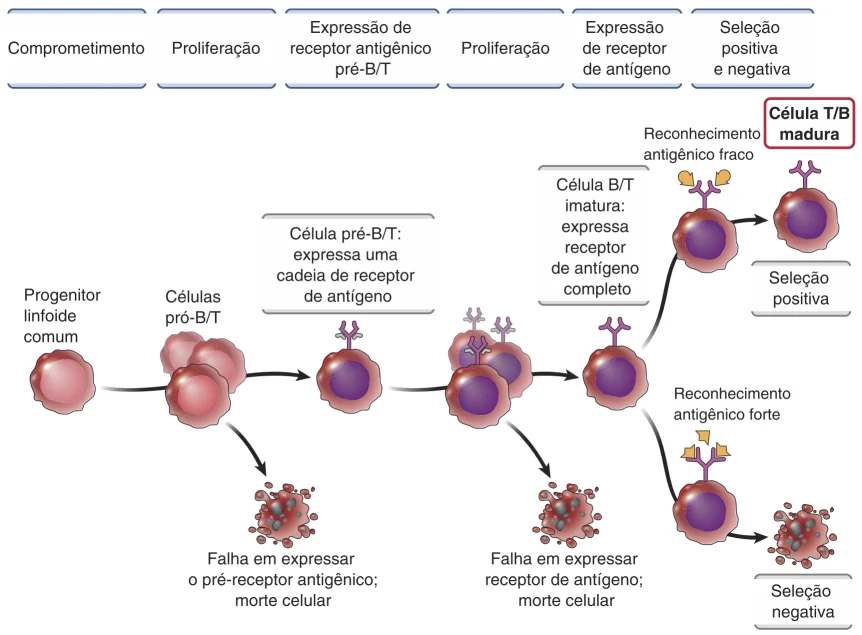 Comprometimento
Proliferação
Expressão de
receptor antigênico
pré-B/T
Proliferação
Expressão
de receptor
de antígeno
Seleção
positiva
e negativa
Célula T/B
madura
Reconhecimento
antigênico fraco
Célula B/T
imatura:
expressa
receptor
de antígeno
completo
Célula pré-B/T:
expressa uma
cadeia de receptor
de antígeno
Seleção
positiva
Progenitor
linfoide
comum
Células
pró-B/T
Reconhecimento
antigênico forte
Falha em expressar
o pré-receptor antigênico;
morte celular
Falha em expressar
receptor de antígeno;
morte celular
Seleção
negativa